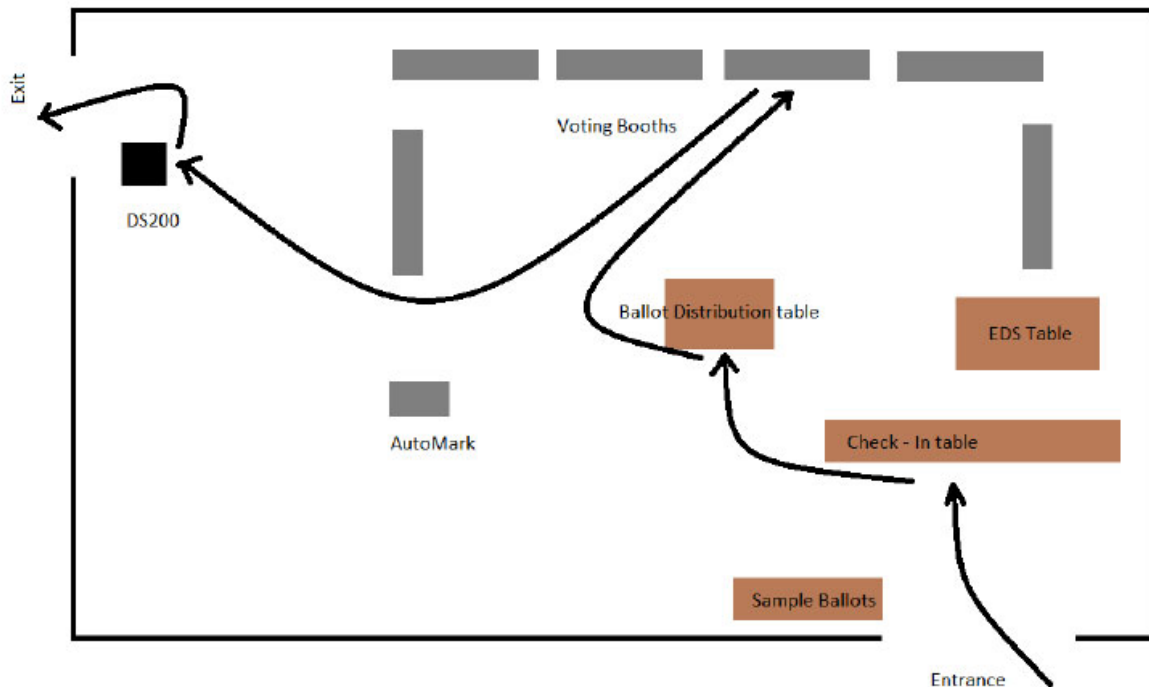 Exit
Voting Booths
DS200
Ballot Distribution table
EDS Table
AutoMark
Check - In table
Sample Ballots
Entrance